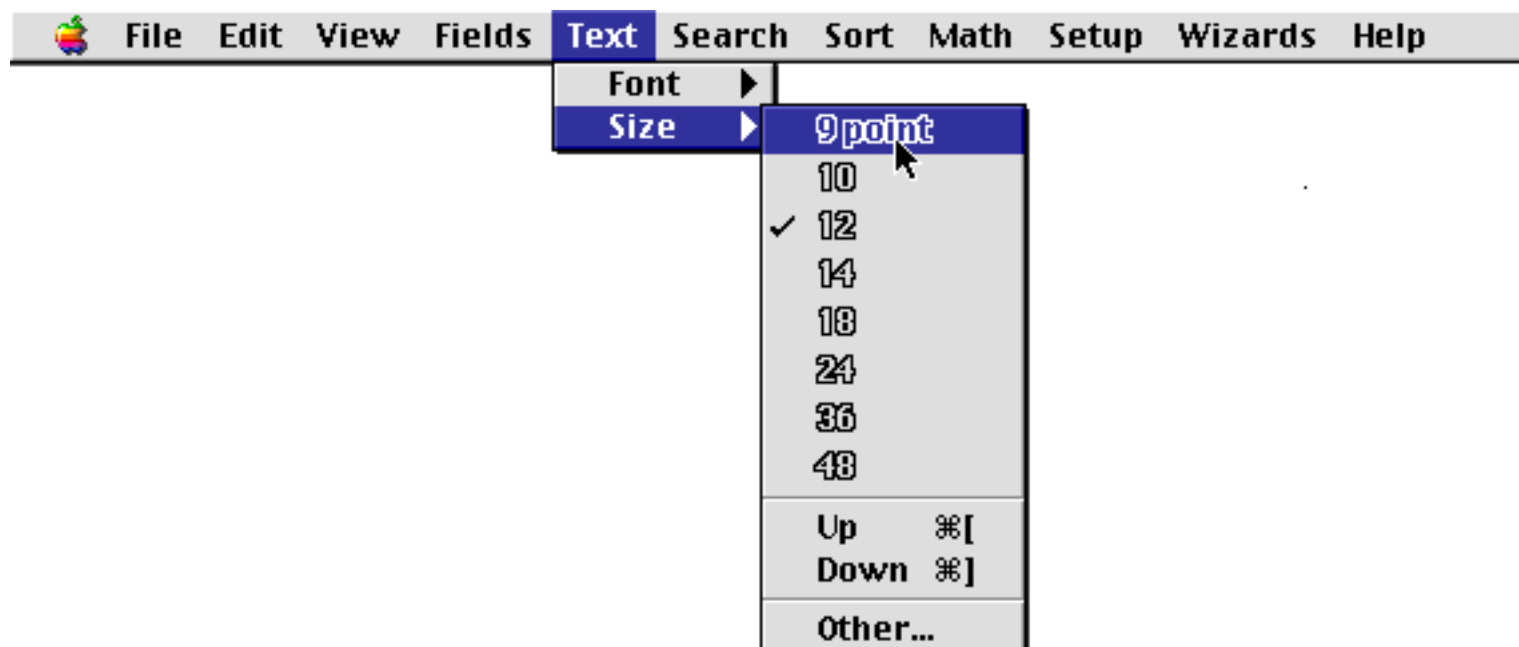 File Edit View Fields Text Search Sort Math Setup Wizards Help
Font
Size
9 point
10
12
14
18
24
36
48
Up ⌘[
Down ⌘]
Other...